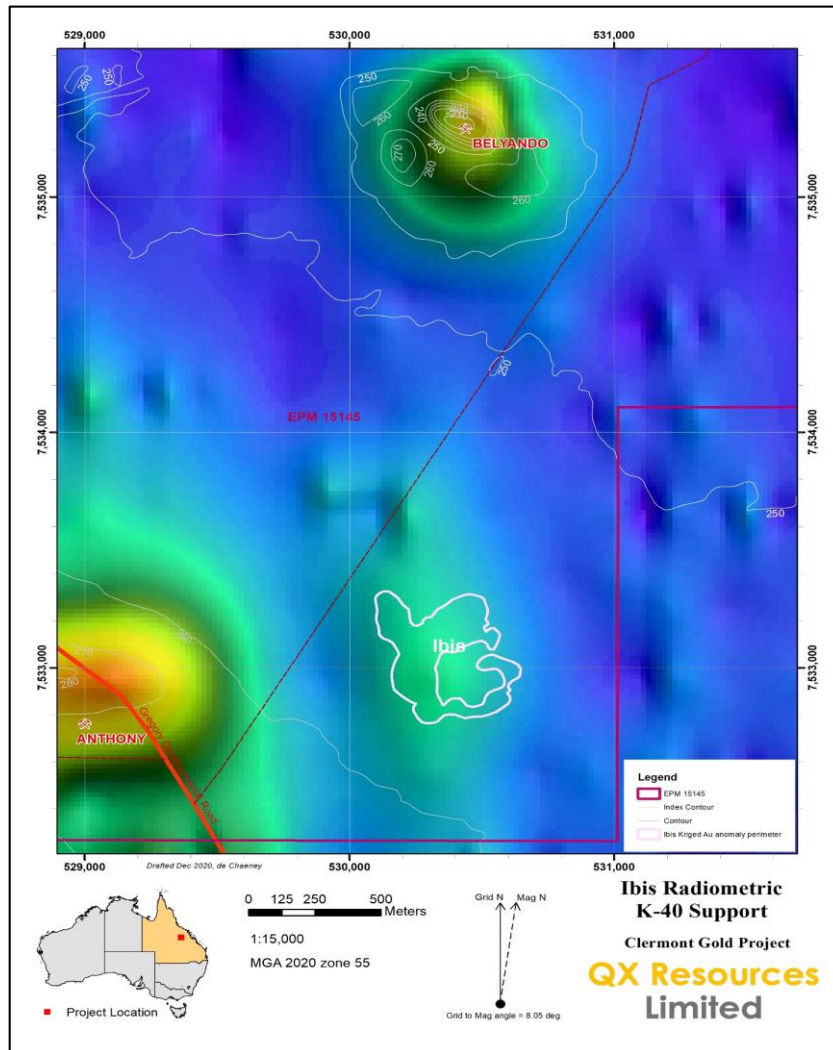 529,000
530,000
531,000
250
250
250
260
240
250
270
260
260
BELYANDO
7,535,000
7,535,000
250
EPM 15145
7,534,000
7,534,000
250
Ibis
260
270
280
7,533,000
7,533,000
ANTHONY
Road
Legend
EPM 15145
Index Contour
Contour
Ibis Kriged Au anomaly perimeter
529,000
530,000
531,000
Drafted Dec 2020, de Chaeney
0 125 250 500
Meters
1:15,000
MGA 2020 zone 55
Project Location
Grid N
Mag N
Grid to Mag angle = 8.05 deg
Ibis Radiometric
K-40 Support
Clermont Gold Project
QX Resources
Limited